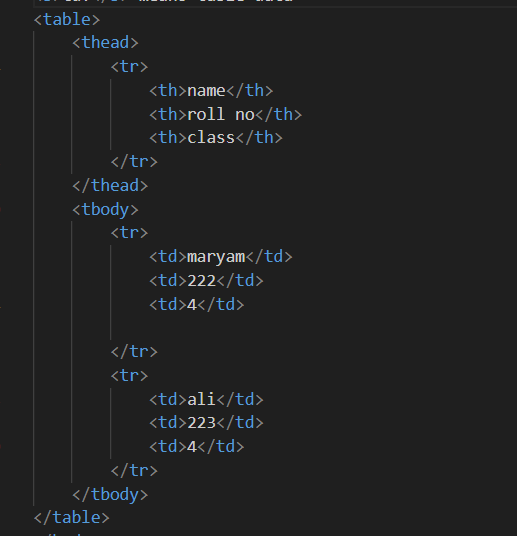 <table>
<thead>
<tr>
<th>name</th>
<th>roll no</th>
<th>class</th>
</tr>
</thead>
<tbody>
<tr>
<td>maryam</td>
<td>222</td>
<td>4</td>
</tr>
<tr>
<td>ali</td>
<td>223</td>
<td>4</td>
</tr>
</tbody>
</table>